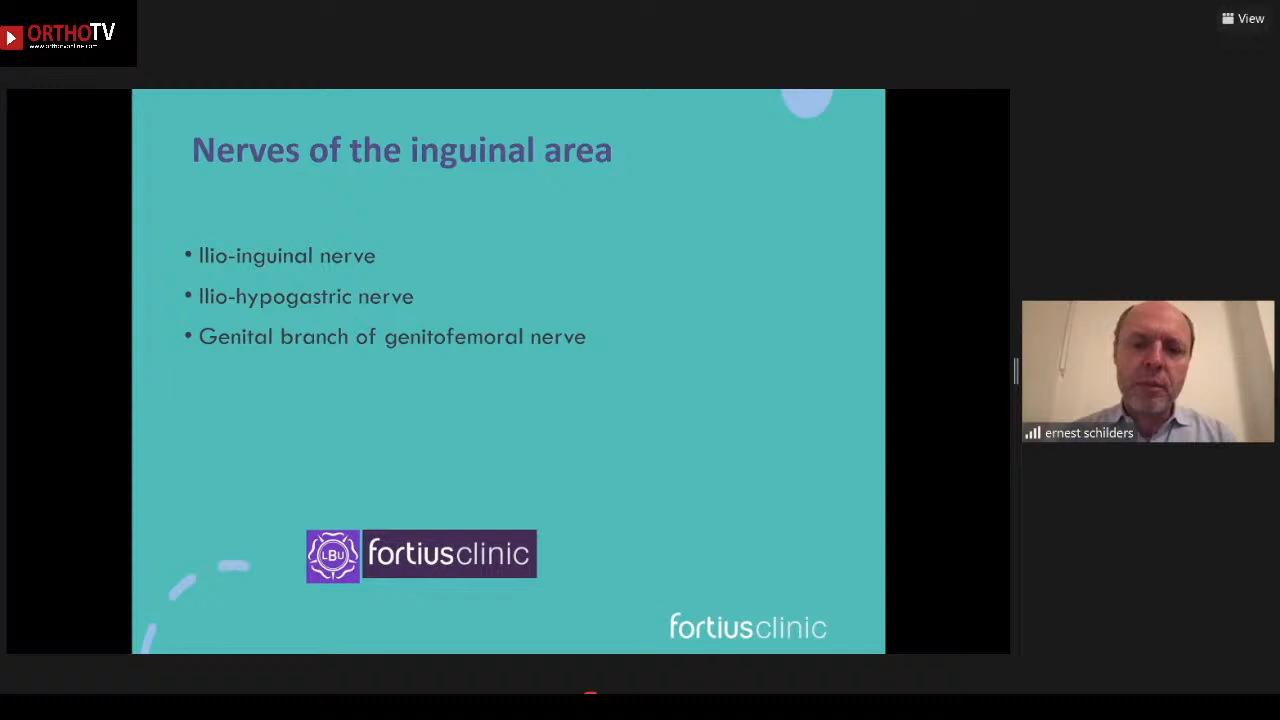 ORTHOTV
View
Nerves of the inguinal area
• Ilio-inguinal nerve
• Ilio-hypogastric nerve
• Genital branch of genitofemoral nerve
ernest schilders
LBU fortiusclinic
fortiusclinic